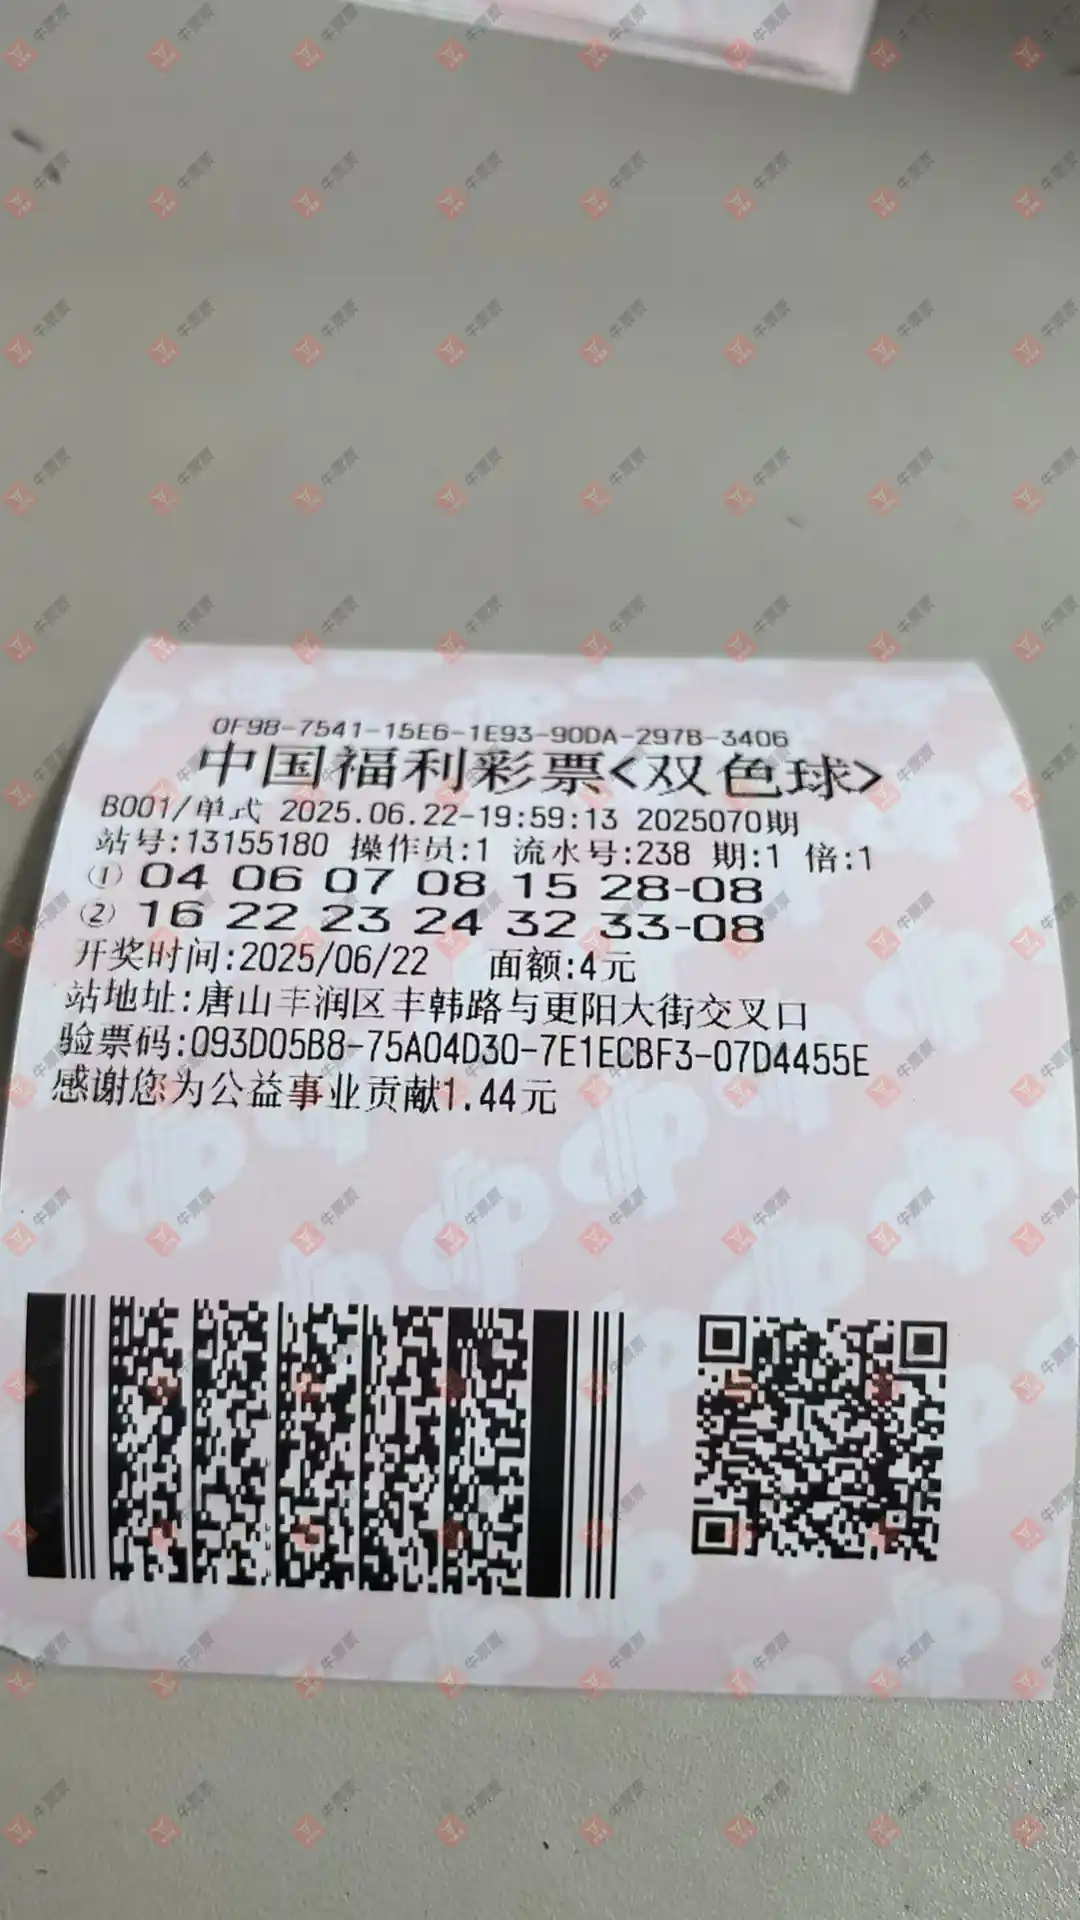 0F98-7541-15E6-1E93-90DA-297B-3406
中国福利彩票<双色球>
B001/单式 2025.06.22-19:59:13 2025070期
站号:13155180 操作员:1 流水号:238 期:1 倍:1
① 04 06 07 08 15 28-08
② 16 22 23 24 32 33-08
开奖时间:2025/06/22 面额:4元
站地址:唐山丰润区丰韩路与更阳大街交叉口
验票码:093D05B8-75A04D30-7E1ECBF3-07D4455E
感谢您为公益事业贡献1.44元
牛票票